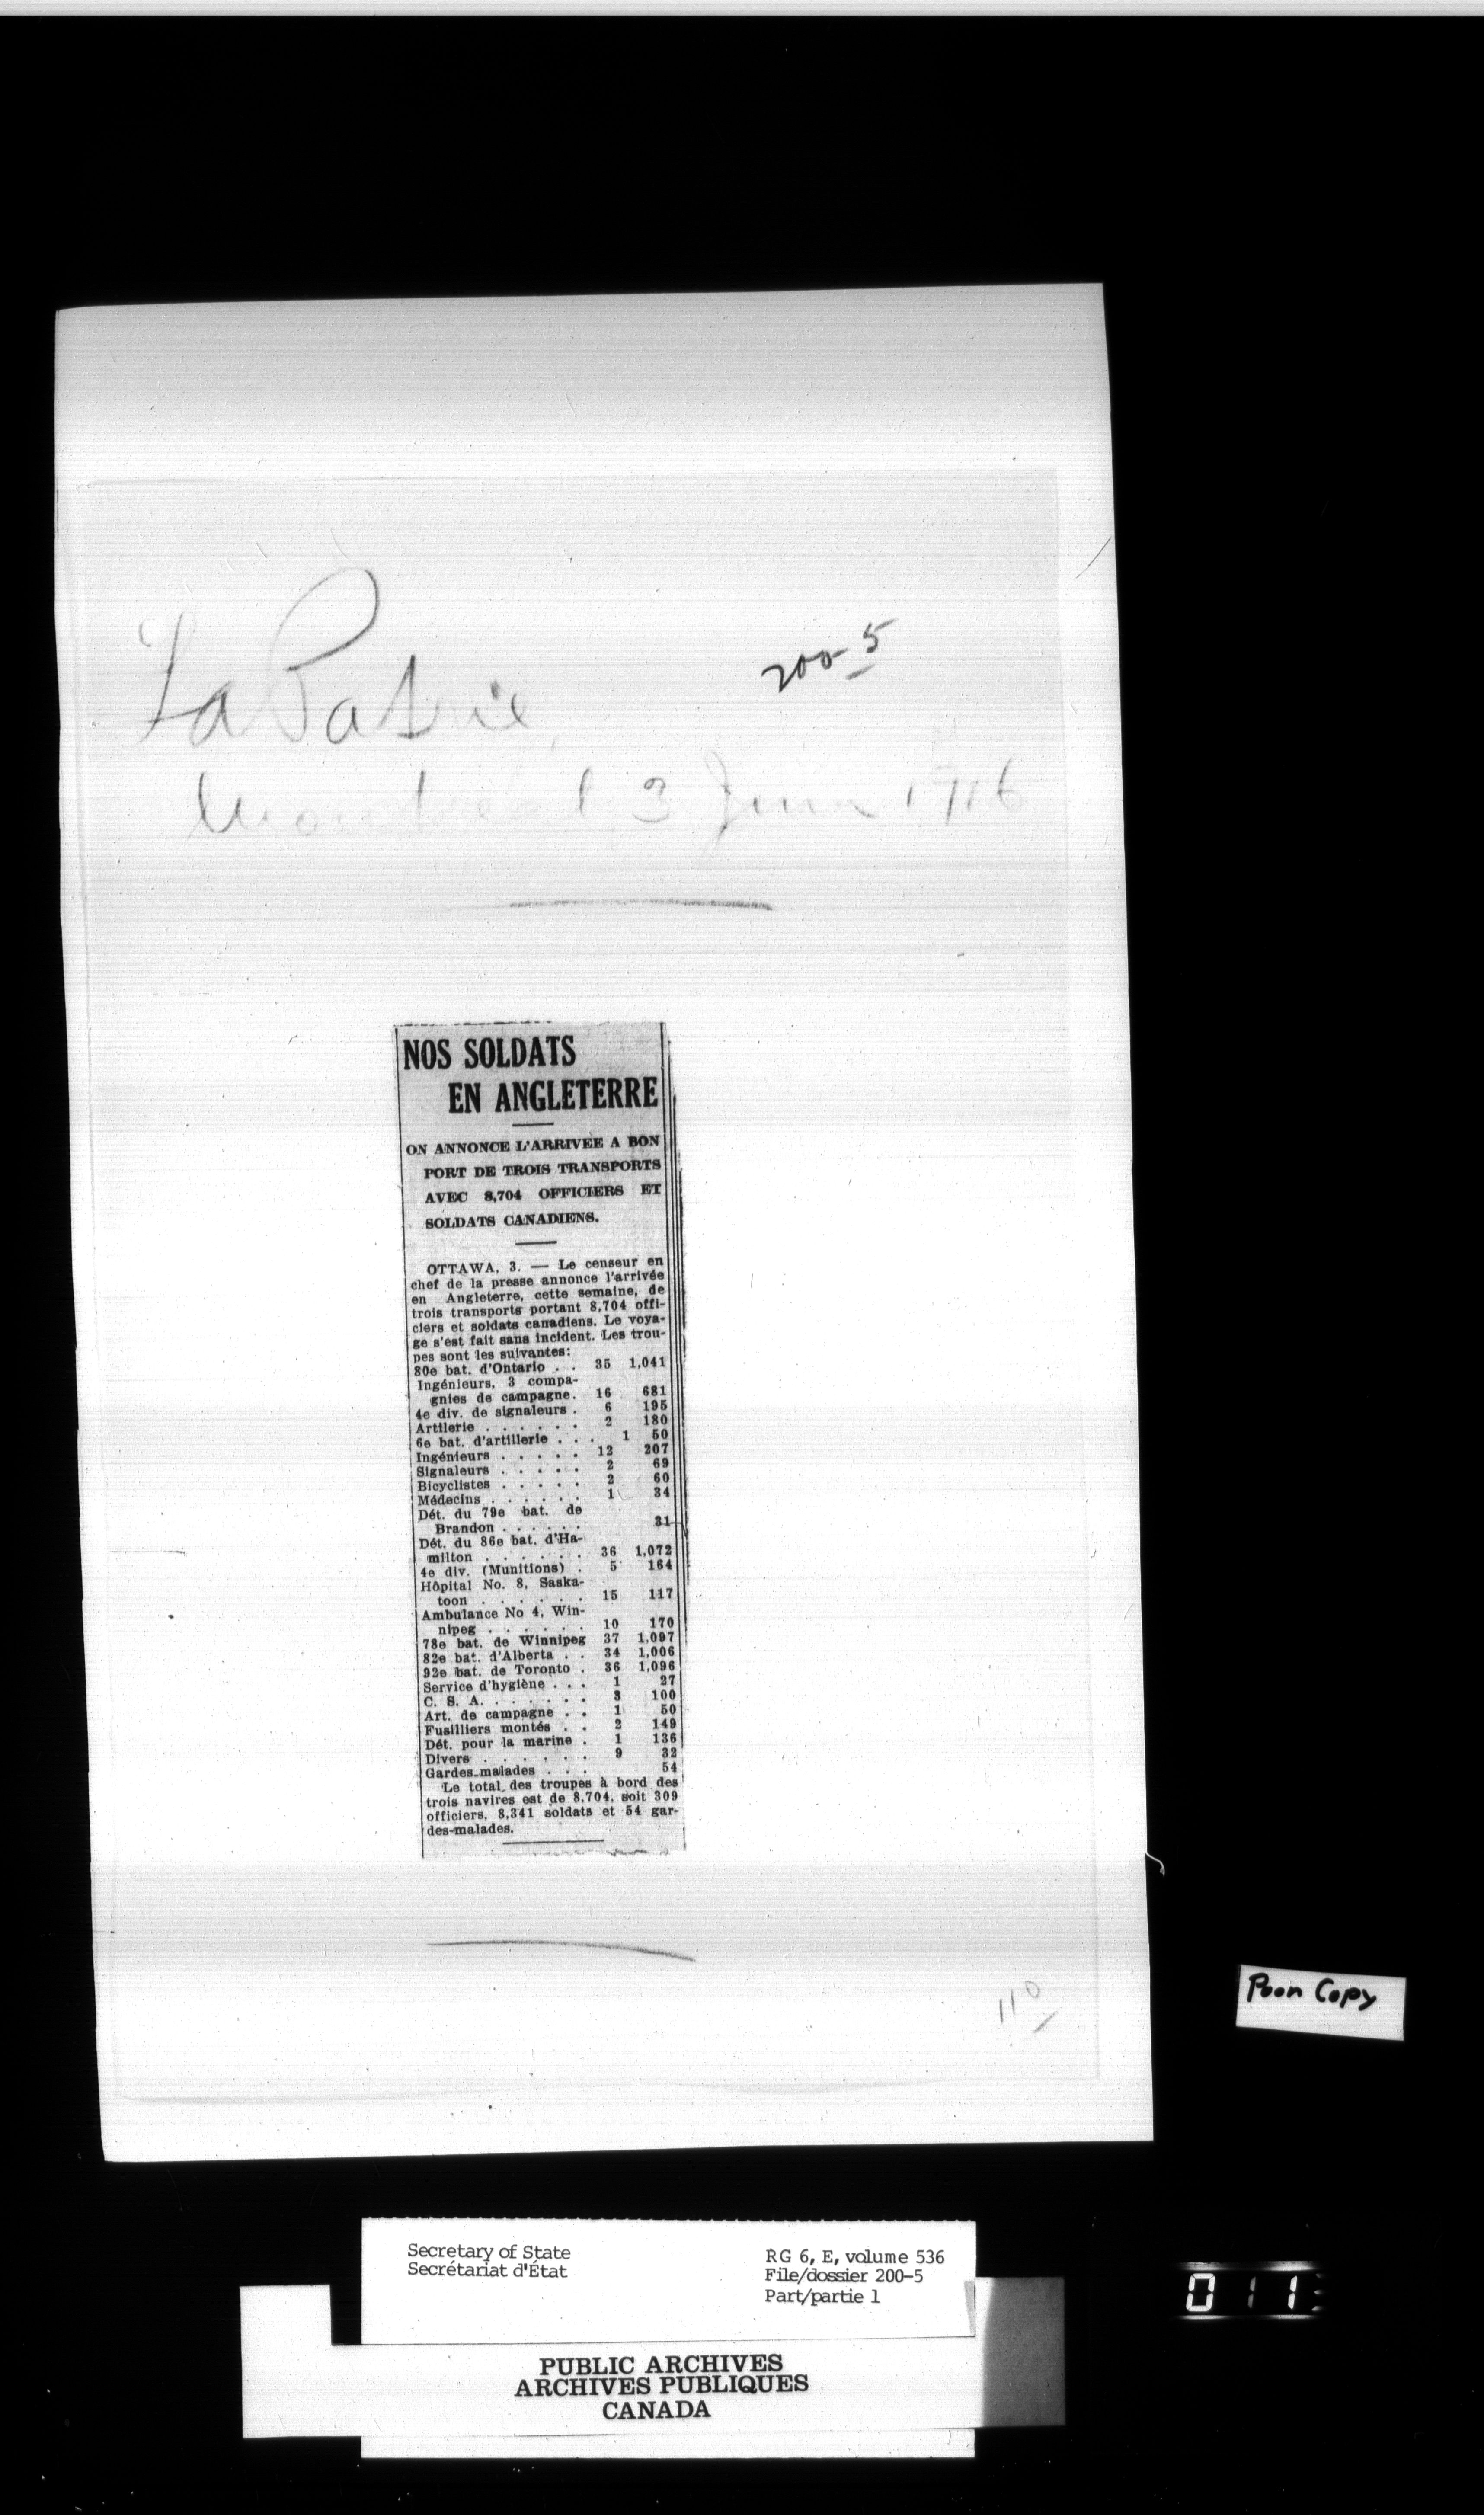 La Patrie,
200-5
Montréal, 3 Juin 1916
NOS SOLDATS
EN ANGLETERRE
ON ANNONCE L'ARRIVEE A BON
PORT DE TROIS TRANSPORTS
AVEC 8,704 OFFICIERS ET
SOLDATS CANADIENS.
OTTAWA, 3. — Le censeur en
chef de la presse annonce l'arrivée
en Angleterre, cette semaine, de
trois transports portant 8,704 offi-
ciers et soldats canadiens. Le voya-
ge s'est fait sans incident. Les trou-
pes sont les suivantes:
80e bat. d'Ontario . . 35 1,041
Ingénieurs, 3 compa-
gnies de campagne. 16 681
4e div. de signaleurs . 6 195
Artilerie . . . . . . 2 180
6e bat. d'artillerie . . . 1 50
Ingénieurs . . . . . 12 207
Signaleurs . . . . . 2 69
Bicyclistes . . . . . 2 60
Médecins . . . . . . 1 34
Dét. du 79e bat. de
Brandon . . . . . . 31
Dét. du 86e bat. d'Ha-
milton . . . . . . 36 1,072
4e div. (Munitions) . 5 164
Hôpital No. 8, Saska-
toon . . . . . . 15 117
Ambulance No 4, Win-
nipeg . . . . . . 10 170
78e bat. de Winnipeg 37 1,097
82e bat. d'Alberta . . 34 1,006
92e bat. de Toronto . 36 1,096
Service d'hygiène . . . 1 27
C. S. A. . . . . . . 3 100
Art. de campagne . . 1 50
Fusilliers montés . . 2 149
Dét. pour la marine . 1 136
Divers . . . . . . 9 32
Gardes-malades . . . 54
Le total des troupes à bord des
trois navires est de 8,704, soit 309
officiers, 8,341 soldats et 54 gar-
des-malades.
110
Poor Copy
Secretary of State
Secrétariat d'État
RG 6, E, volume 536
File/dossier 200-5
Part/partie 1
011
PUBLIC ARCHIVES
ARCHIVES PUBLIQUES
CANADA